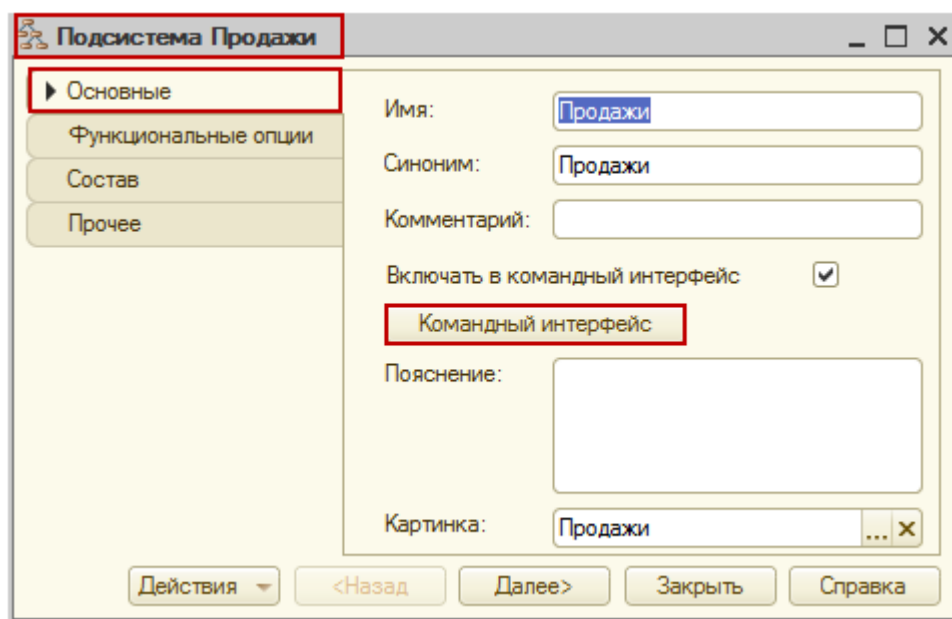 Подсистема Продажи
Основные
Функциональные опции
Состав
Прочее
Имя: Продажи
Синоним: Продажи
Комментарий:
Включать в командный интерфейс
Командный интерфейс
Пояснение:
Картинка: Продажи ...
Действия <Назад Далее> Закрыть Справка